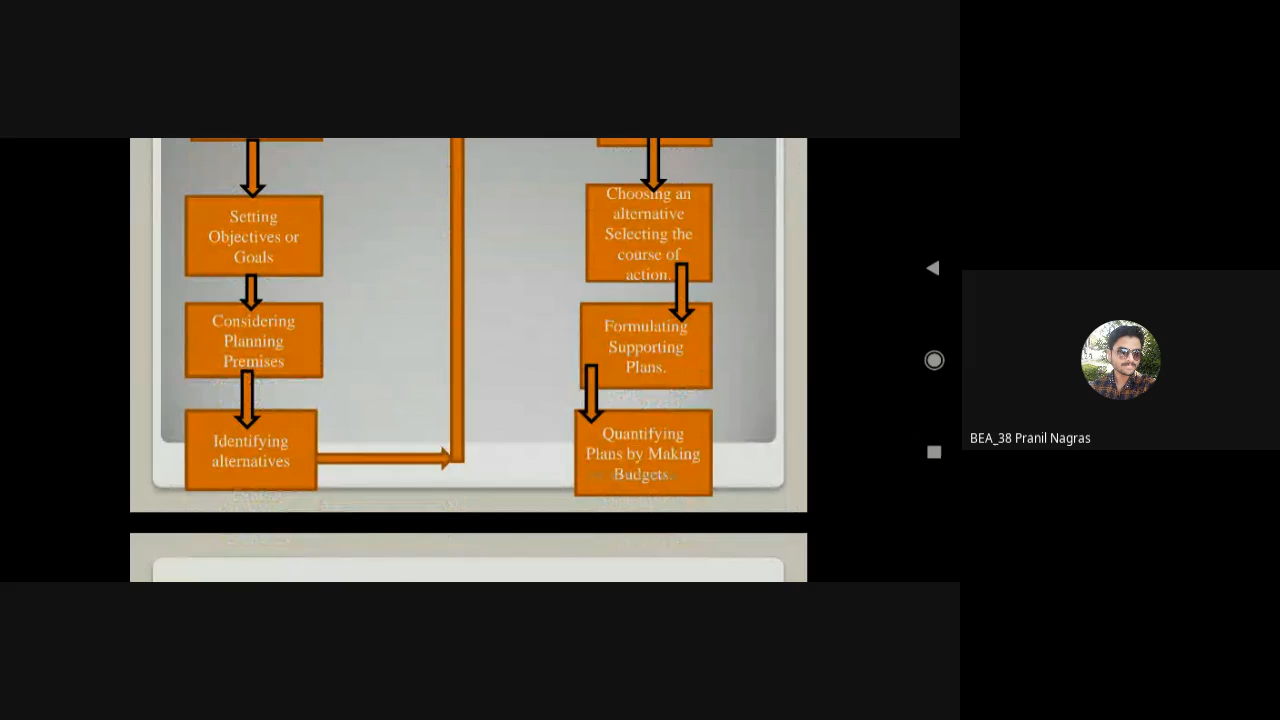 Setting
Objectives or
Goals
Considering
Planning
Premises
Identifying
alternatives
Choosing an
alternative
Selecting the
course of
action.
Formulating
Supporting
Plans.
Quantifying
Plans by Making
Budgets.
BEA_38 Pranil Nagras